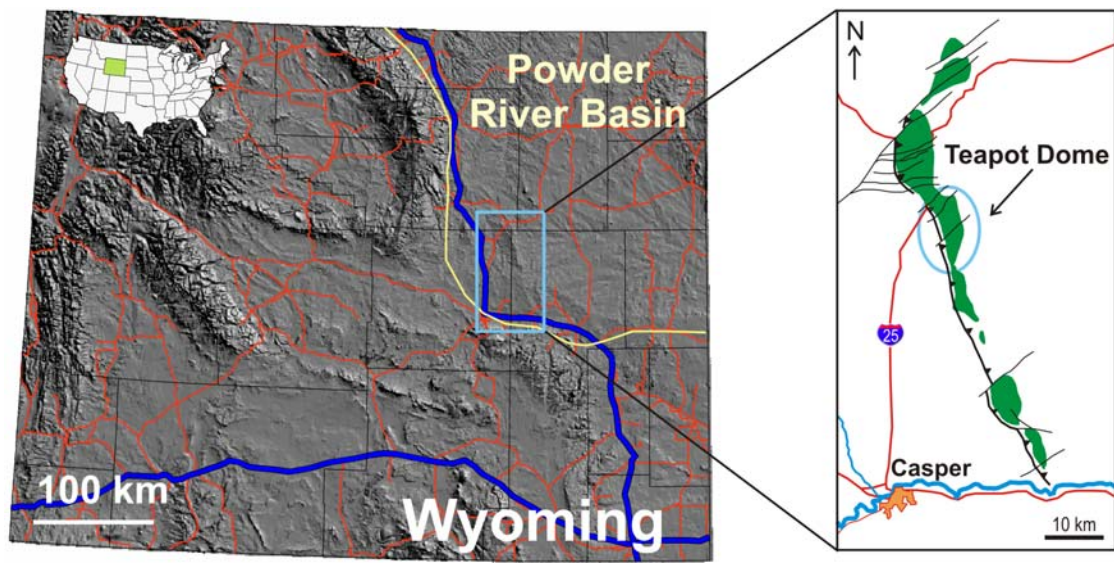 Powder
River Basin
100 km
Wyoming
N
Teapot Dome
25
Casper
10 km